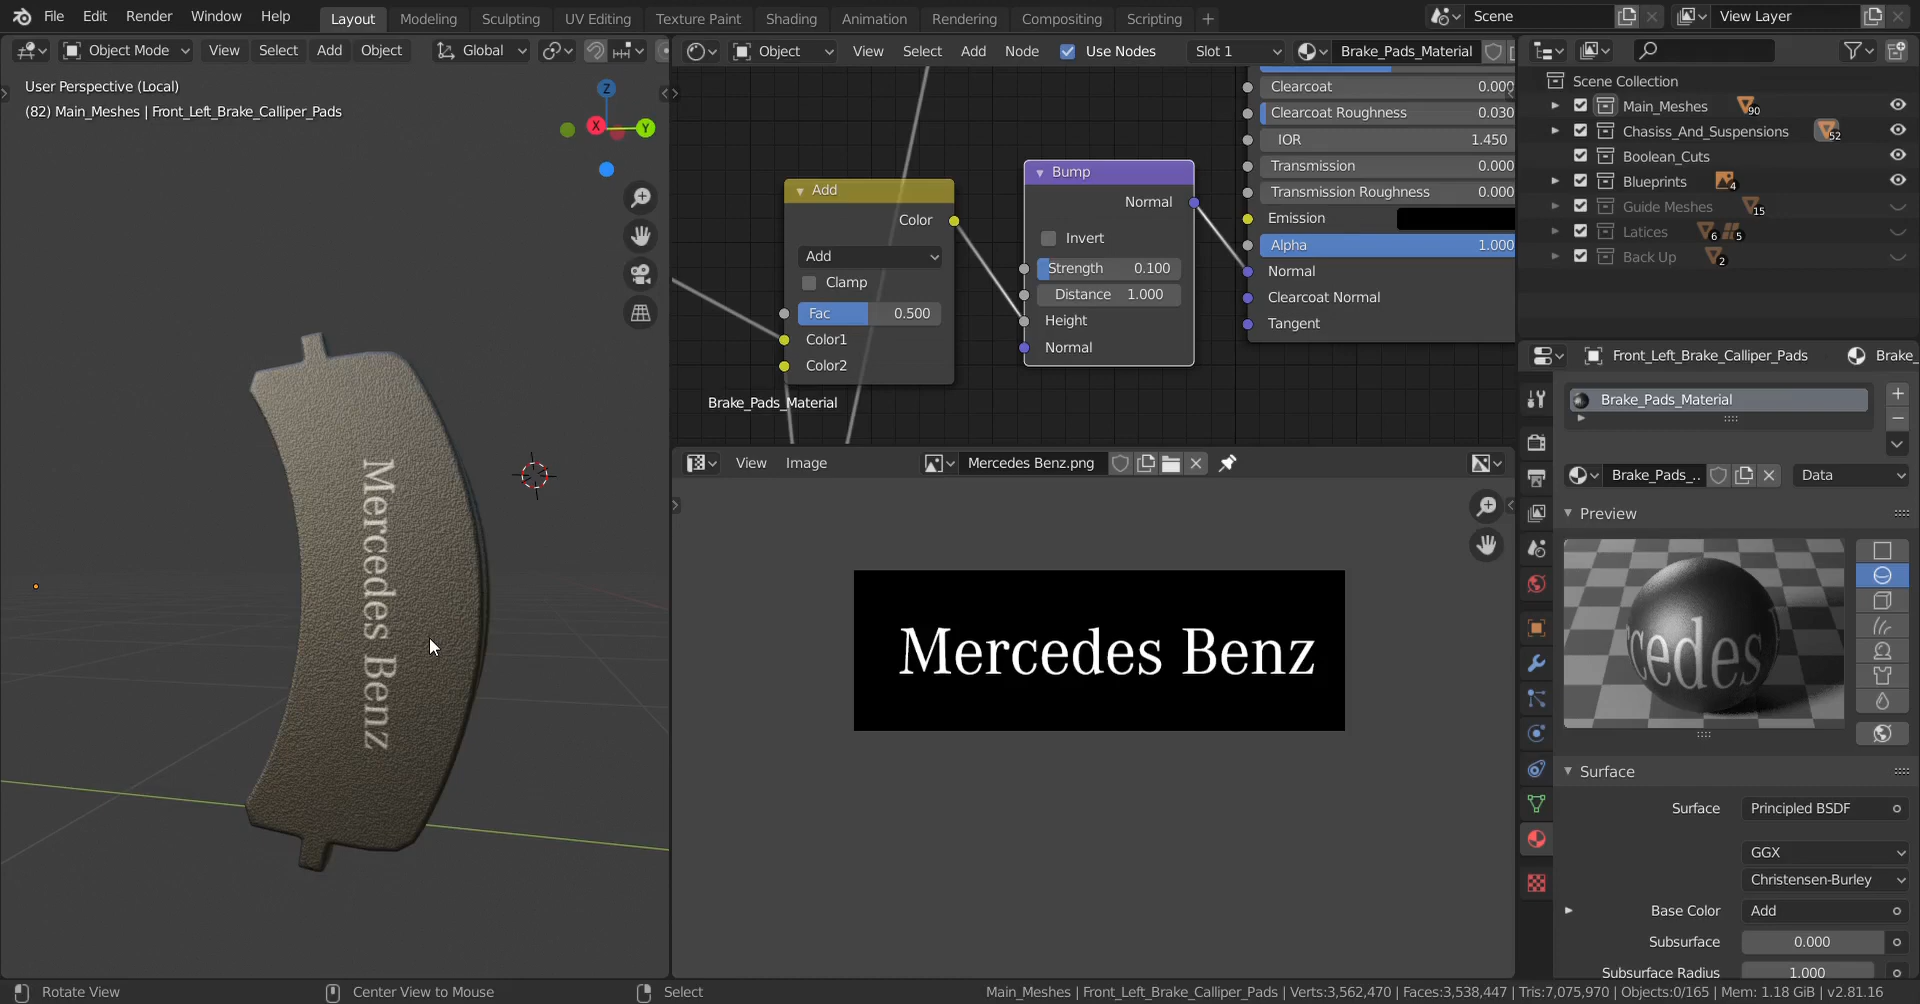 File Edit Render Window Help Layout Modeling Sculpting UV Editing Texture Paint Shading Animation Rendering Compositing Scripting + Scene View Layer
Object Mode View Select Add Object Global
Object View Select Add Node Use Nodes Slot 1 Brake_Pads_Material
User Perspective (Local)
(82) Main_Meshes | Front_Left_Brake_Calliper_Pads
Z
X
Y
Mercedes Benz
Add
Color
Add
Clamp
Fac 0.500
Color1
Color2
Brake_Pads_Material
Bump
Normal
Invert
Strength 0.100
Distance 1.000
Height
Normal
Clearcoat 0.000
Clearcoat Roughness 0.030
IOR 1.450
Transmission 0.000
Transmission Roughness 0.000
Emission
Alpha 1.000
Normal
Clearcoat Normal
Tangent
View Image Mercedes Benz.png
Mercedes Benz
Scene Collection
Main_Meshes 90
Chasiss_And_Suspensions 52
Boolean_Cuts
Blueprints 4
Guide Meshes 15
Latices 6 5
Back Up 2
Front_Left_Brake_Calliper_Pads Brake_
Brake_Pads_Material
Brake_Pads_.. Data
Preview
cedes
Surface
Surface Principled BSDF
GGX
Christensen-Burley
Base Color Add
Subsurface 0.000
Subsurface Radius 1.000
Rotate View Center View to Mouse Select Main_Meshes | Front_Left_Brake_Calliper_Pads | Verts:3,562,470 | Faces:3,538,447 | Tris:7,075,970 | Objects:0/165 | Mem: 1.18 GiB | v2.81.16